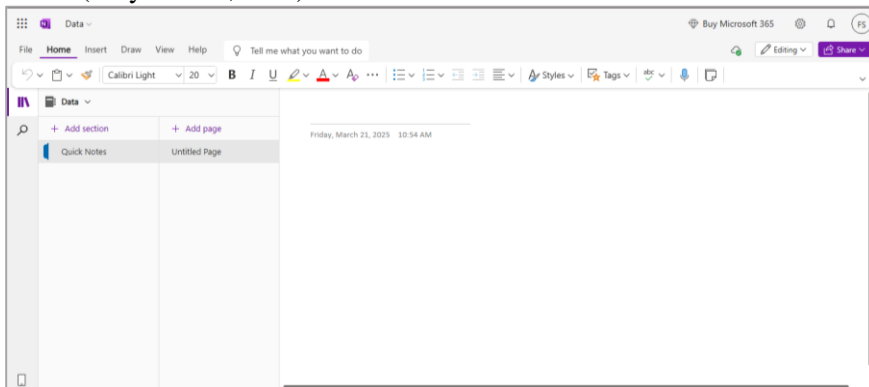 Data
Buy Microsoft 365
FS
File Home Insert Draw View Help Tell me what you want to do
Editing Share
Calibri Light 20 B I U A A Styles Tags abc
Data
+ Add section + Add page
Friday, March 21, 2025 10:54 AM
Quick Notes Untitled Page